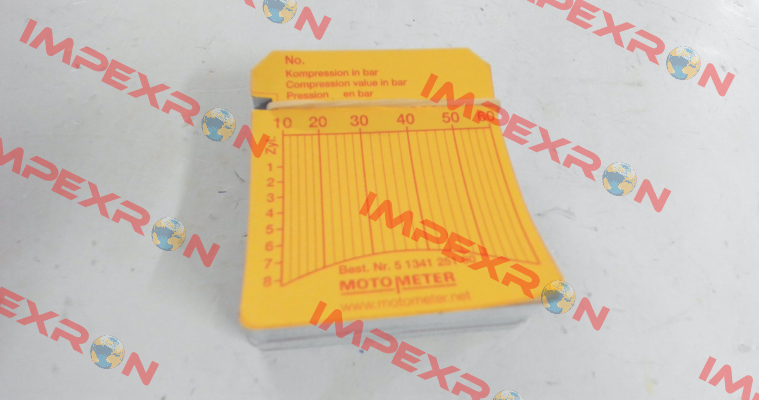 No.
Kompression in bar
Compression value in bar
Pression en bar
10 20 30 40 50 60
Zyl.
1
2
3
4
5
6
7
8
Best. Nr. 5 1341 251
MOTO METER
www.motometer.net
IMPEXRON
IMPEXRON
IMPEXRON
IMPEXRON
IMPEXRON
IMPEXRON
IMPEXRON
IMPEXRON
IMP